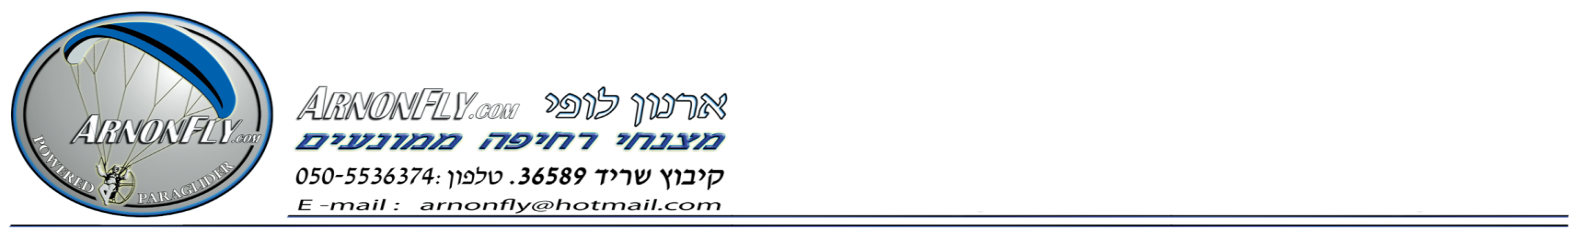 ARNONFLY.COM
POWERED PARAGLIDER
ARNONFLY.COM ארנון לופי
מצנחי רחיפה ממונעים
קיבוץ שריד 36589. טלפון :050-5536374
E -mail : arnonfly@hotmail.com